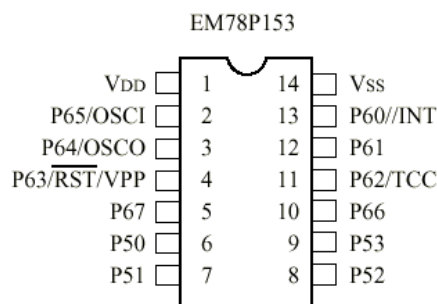 EM78P153
VDD 1 14 VSS
P65/OSCI 2 13 P60//INT
P64/OSCO 3 12 P61
P63/RST/VPP 4 11 P62/TCC
P67 5 10 P66
P50 6 9 P53
P51 7 8 P52